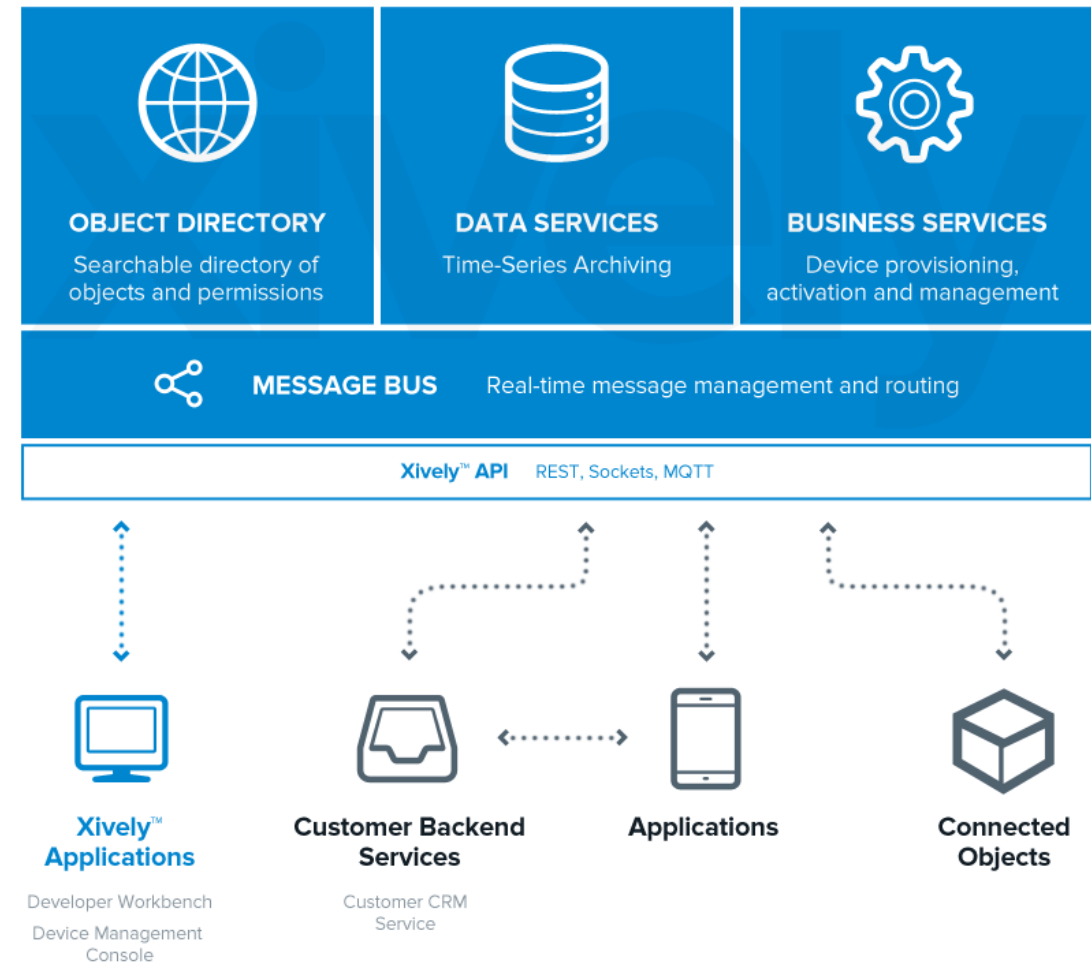 xively
OBJECT DIRECTORY
Searchable directory of
objects and permissions
DATA SERVICES
Time-Series Archiving
BUSINESS SERVICES
Device provisioning,
activation and management
MESSAGE BUS Real-time message management and routing
Xively™ API REST, Sockets, MQTT
Xively™
Applications
Developer Workbench
Device Management
Console
Customer Backend
Services
Customer CRM
Service
Applications
Connected
Objects